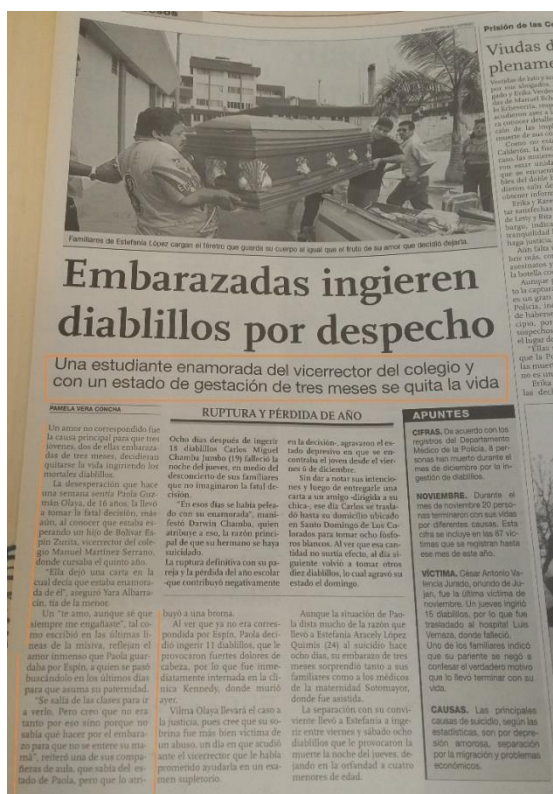 Prisión de las
Viudas d
plename
Familiares de Estefanía López cargan el féretro que guarda su cuerpo al igual que el fruto de su amor que decidió dejarla.
Embarazadas ingieren
diablillos por despecho
Una estudiante enamorada del vicerrector del colegio y
con un estado de gestación de tres meses se quita la vida
PAMELA VERA CONCHA
Un amor no correspondido fue
la causa principal para que tres
jóvenes, dos de ellas embaraza-
das de tres meses, decidieran
quitarse la vida ingiriendo los
mortales diablillos.
La desesperación que hace
una semana sentía Paola Guz-
mán Olaya, de 16 años, la llevó
a tomar la fatal decisión, más
aún, al conocer que estaba espe-
rando un hijo de Bolívar Es-
pín Zurita, vicerrector del cole-
gio Manuel Martínez Serrano,
donde cursaba el quinto año.
"Ella dejó una carta en la
cual decía que estaba enamora-
da de él", aseguró Yara Albarra-
cín, tía de la menor.
Un "te amo, aunque sé que
siempre me engañaste", tal co-
mo escribió en las últimas lí-
neas de la misiva, reflejan el
amor inmenso que Paola guar-
daba por Espín, a quien se pasó
buscándolo en los últimos días
para que asuma su paternidad.
"Se salía de las clases para ir
a verlo. Pero creo que no era
tanto por eso sino porque no
sabía qué hacer por el embara-
zo para que no se entere su ma-
má", reiteró una de sus compa-
ñeras de aula, que sabía del es-
tado de Paola, pero que lo atri-
buyó a una broma.
Al ver que ya no era corres-
pondida por Espín, Paola deci-
dió ingerir 11 diablillos, que le
provocaron fuertes dolores de
cabeza, por lo que fue inme-
diatamente internada en la clí-
nica Kennedy, donde murió
ayer.
Vilma Olaya llevará el caso a
la justicia, pues cree que su so-
brina fue más bien víctima de
un abuso, un día en que acudió
ante el vicerrector que le había
prometido ayudarla en un exa-
men supletorio.
Aunque la situación de Pao-
la dista mucho de la razón que
llevó a Estefanía Aracely López
Quimis (24) al suicidio hace
ocho días, su embarazo de tres
meses sorprendió tanto a sus
familiares como a los médicos
de la maternidad Sotomayor,
donde fue asistida.
La separación con su convi-
viente llevó a Estefanía a inge-
rir entre viernes y sábado ocho
diablillos que le provocaron la
muerte la noche del jueves, de-
jando en la orfandad a cuatro
menores de edad.
RUPTURA Y PÉRDIDA DE AÑO
Ocho días después de ingerir
15 diablillos Carlos Miguel
Chamba Jumbo (19) falleció la
noche del jueves, en medio del
desconcierto de sus familiares
que no imaginaron la fatal de-
cisión.
"En esos días se había pelea-
do con su enamorada", mani-
festó Darwin Chamba, quien
atribuye a eso, la razón princi-
pal de que su hermano se haya
suicidado.
La ruptura definitiva con su pa-
reja y la pérdida del año escolar
-que contribuyó negativamente
en la decisión-, agravaron el es-
tado depresivo en que se en-
contraba el joven desde el vier-
nes 6 de diciembre.
Sin dar a notar sus intencio-
nes y luego de entregarle una
carta a un amigo -dirigida a su
chica-, ese día Carlos se trasla-
dó hasta su domicilio ubicado
en Santo Domingo de Los Co-
lorados para tomar ocho fósfo-
ros blancos. Al ver que esa can-
tidad no surtía efecto, al día si-
guiente volvió a tomar otros
diez diablillos, lo cual agravó su
estado el domingo.
APUNTES
CIFRAS. De acuerdo con los
registros del Departamento
Médico de la Policía, 8 per-
sonas han muerto durante el
mes de diciembre por la in-
gestión de diablillos.
NOVIEMBRE. Durante el
mes de noviembre 20 perso-
nas terminaron con sus vidas
por diferentes causas. Esta
cifra se incluye en las 87 víc-
timas que se registran hasta
ese mes de este año.
VÍCTIMA. César Antonio Va-
lencia Jurado, oriundo de Ju-
jan, fue la última víctima de
noviembre. Un jueves ingirió
15 diablillos, por lo que fue
trasladado al hospital Luis
Vernaza, donde falleció.
Uno de los familiares indicó
que su pariente se negó a
confesar el verdadero motivo
que lo llevó terminar con su
vida.
CAUSAS. Las principales
causas de suicidio, según las
estadísticas, son por depre-
sión amorosa, separación
por la migración y problemas
económicos.